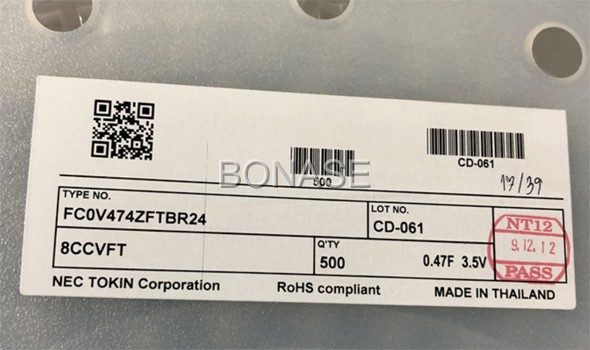 CD-061
BONASE
500
17/39
TYPE NO.
FC0V474ZFTBR24
LOT NO.
CD-061
NT12
9.12.12
PASS
8CCVFT
Q'TY
500
0.47F 3.5V
NEC TOKIN Corporation
RoHS compliant
MADE IN THAILAND